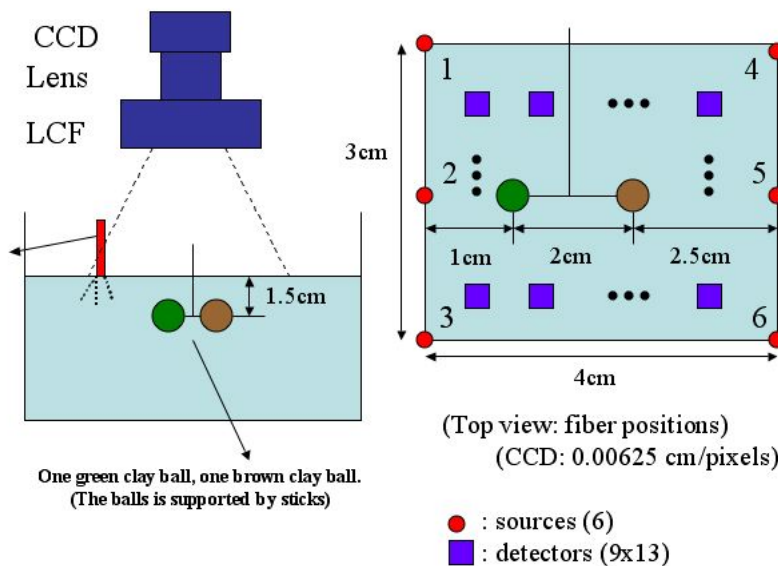 CCD
Lens
LCF
1.5cm
One green clay ball, one brown clay ball.
(The balls is supported by sticks)
1
4
3cm
2
5
1cm
2cm
2.5cm
3
6
4cm
(Top view: fiber positions)
(CCD: 0.00625 cm/pixels)
: sources (6)
: detectors (9x13)